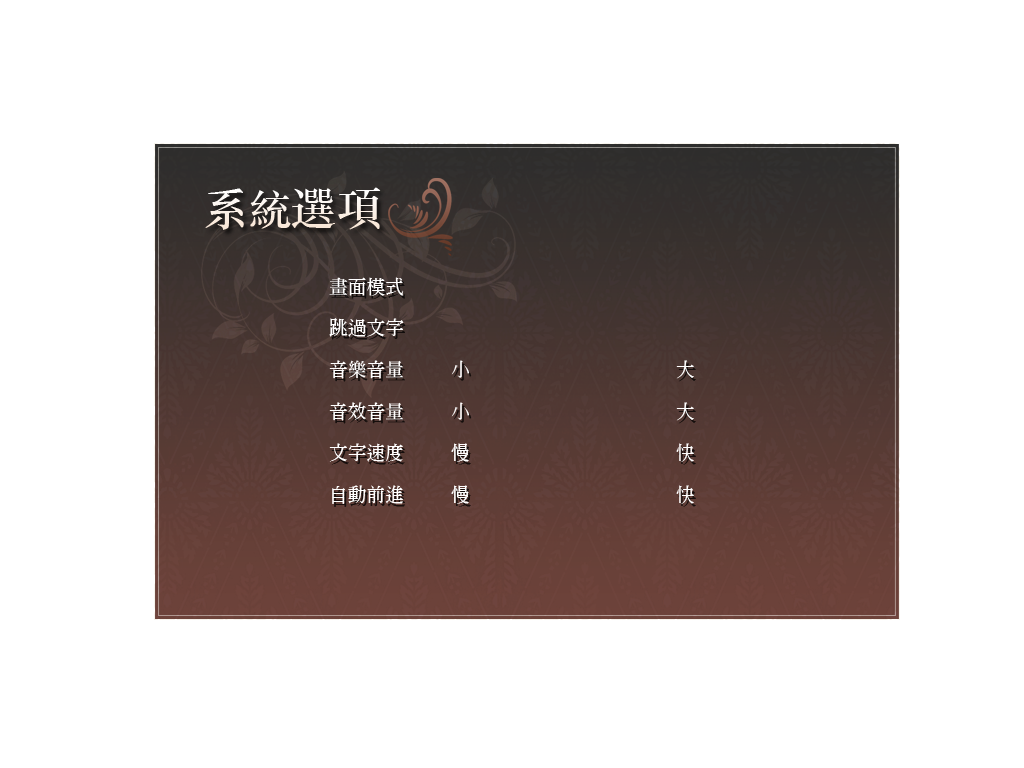 系統選項
畫面模式
跳過文字
音樂音量 小 大
音效音量 小 大
文字速度 慢 快
自動前進 慢 快